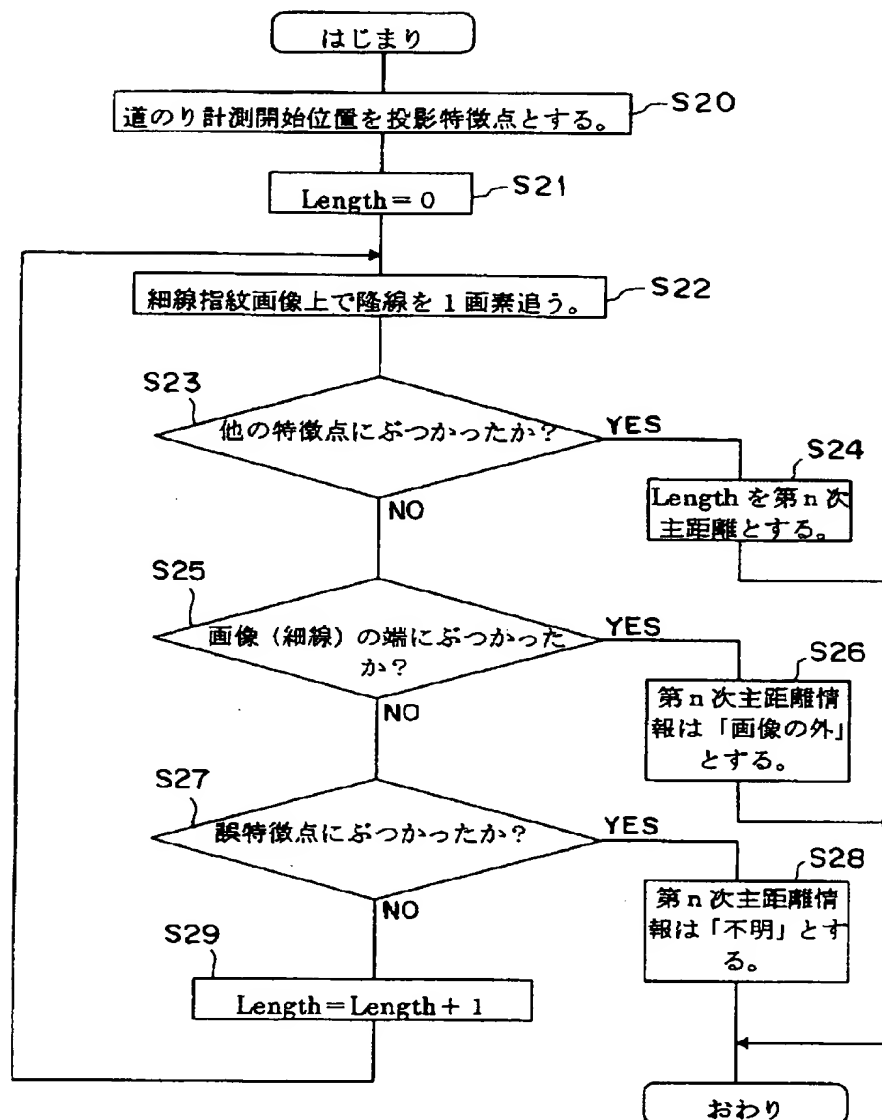 はじまり
道のり計測開始位置を投影特徴点とする。
S20
Length=0
S21
細線指紋画像上で隆線を1画素追う。
S22
S23
他の特徴点にぶつかったか?
YES
NO
S24
Lengthを第n次
主距離とする。
S25
画像(細線)の端にぶつかった
か?
YES
NO
S26
第n次主距離情
報は「画像の外」
とする。
S27
誤特徴点にぶつかったか?
YES
NO
S28
第n次主距離情
報は「不明」とす
る。
S29
Length=Length+1
おわり